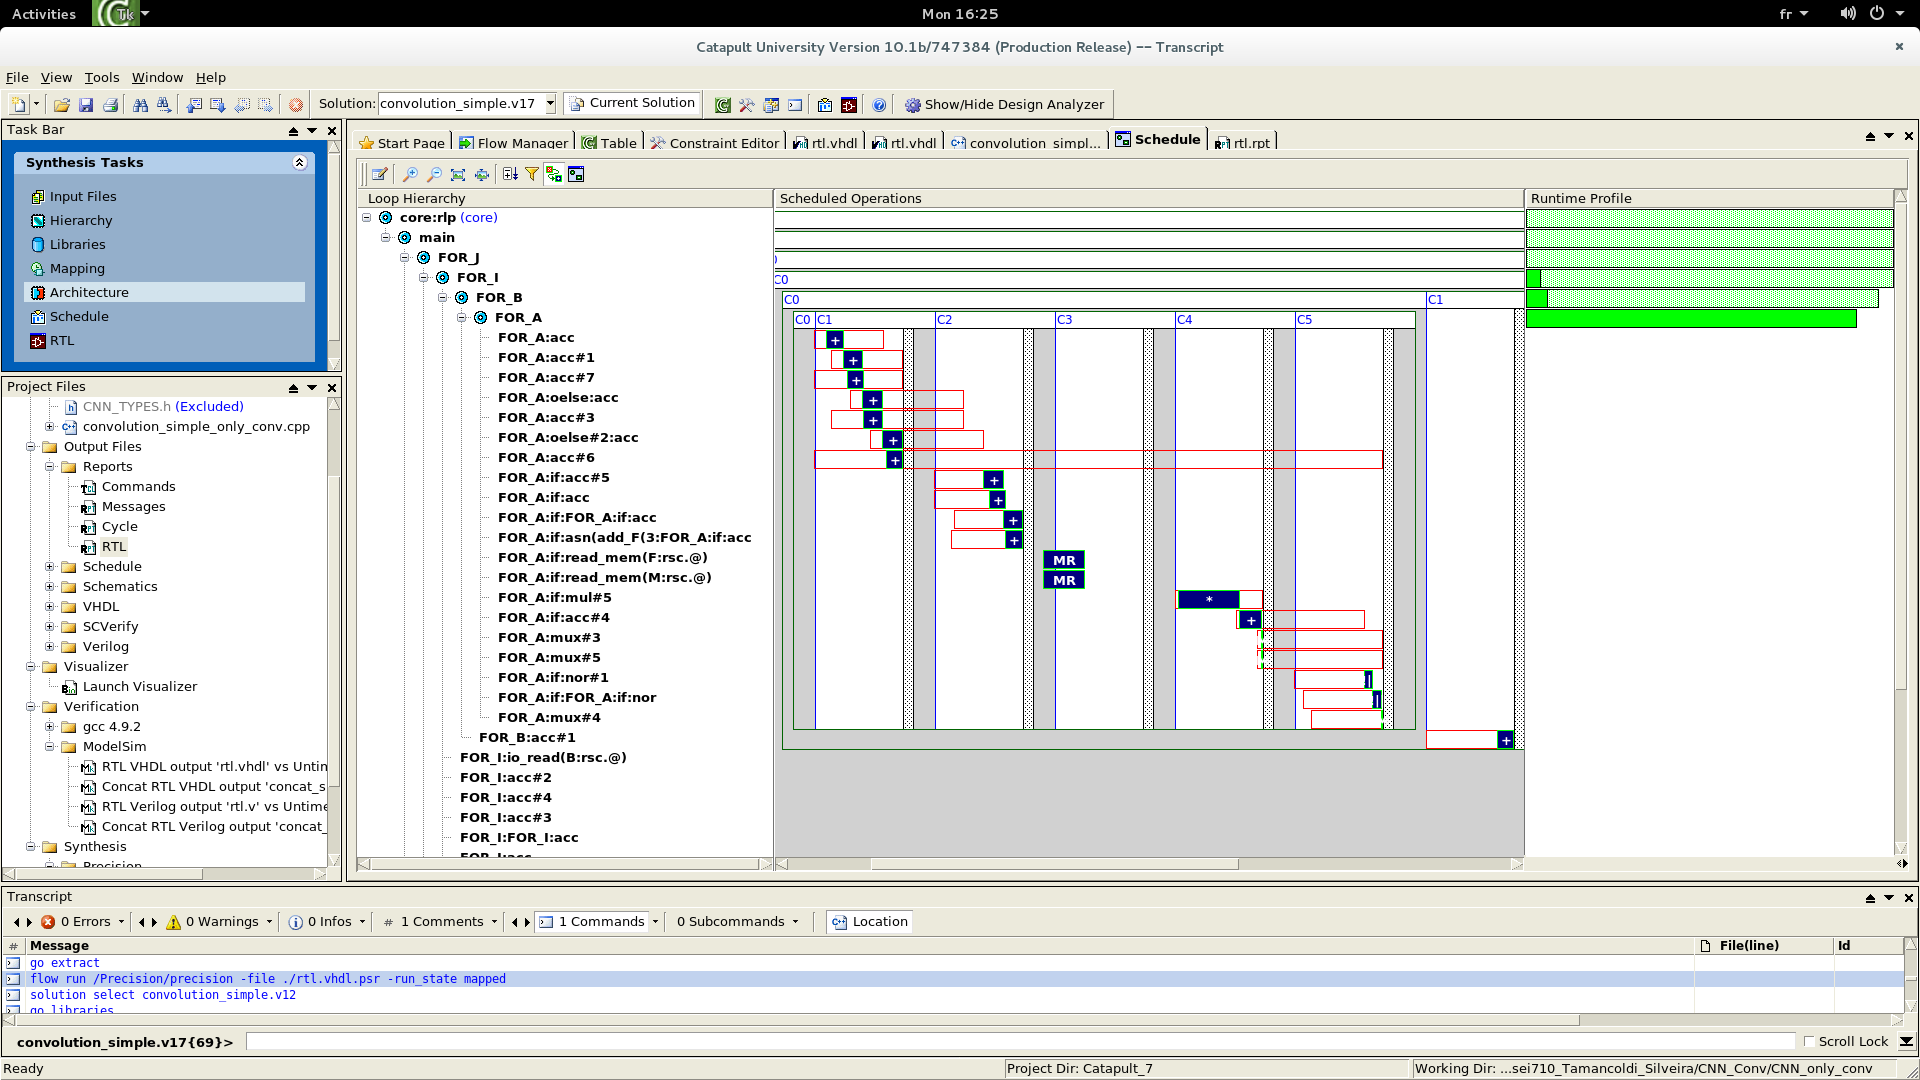 Activities Tk Mon 16:25 fr
Catapult University Version 10.1b/747384 (Production Release) -- Transcript
File View Tools Window Help
Solution: convolution_simple.v17 Current Solution Show/Hide Design Analyzer
Task Bar
Synthesis Tasks
Input Files
Hierarchy
Libraries
Mapping
Architecture
Schedule
RTL
Project Files
CNN_TYPES.h (Excluded)
convolution_simple_only_conv.cpp
Output Files
Reports
Commands
Messages
Cycle
RTL
Schedule
Schematics
VHDL
SCVerify
Verilog
Visualizer
Launch Visualizer
Verification
gcc 4.9.2
ModelSim
RTL VHDL output 'rtl.vhdl' vs Untin
Concat RTL VHDL output 'concat_s
RTL Verilog output 'rtl.v' vs Untime
Concat RTL Verilog output 'concat_
Synthesis
Precision
Start Page Flow Manager Table Constraint Editor rtl.vhdl rtl.vhdl convolution_simpl... Schedule rtl.rpt
Loop Hierarchy Scheduled Operations Runtime Profile
core:rlp (core)
main
FOR_J
FOR_I C0
FOR_B C0 C1
FOR_A C0 C1 C2 C3 C4 C5
FOR_A:acc +
FOR_A:acc#1 +
FOR_A:acc#7 +
FOR_A:oelse:acc +
FOR_A:acc#3 +
FOR_A:oelse#2:acc +
FOR_A:acc#6 +
FOR_A:if:acc#5 +
FOR_A:if:acc +
FOR_A:if:FOR_A:if:acc +
FOR_A:if:asn(add_F(3:FOR_A:if:acc +
FOR_A:if:read_mem(F:rsc.@) MR
FOR_A:if:read_mem(M:rsc.@) MR
FOR_A:if:mul#5 *
FOR_A:if:acc#4 +
FOR_A:mux#3
FOR_A:mux#5
FOR_A:if:nor#1 |
FOR_A:if:FOR_A:if:nor |
FOR_A:mux#4
FOR_B:acc#1 +
FOR_I:io_read(B:rsc.@)
FOR_I:acc#2
FOR_I:acc#4
FOR_I:acc#3
FOR_I:FOR_I:acc
FOR_I:acc
Transcript
0 Errors 0 Warnings 0 Infos # 1 Comments 1 Commands 0 Subcommands Location
# Message File(line) Id
go extract
flow run /Precision/precision -file ./rtl.vhdl.psr -run_state mapped
solution select convolution_simple.v12
go libraries
convolution_simple.v17{69}> Scroll Lock
Ready Project Dir: Catapult_7 Working Dir: ...sei710_Tamancoldi_Silveira/CNN_Conv/CNN_only_conv